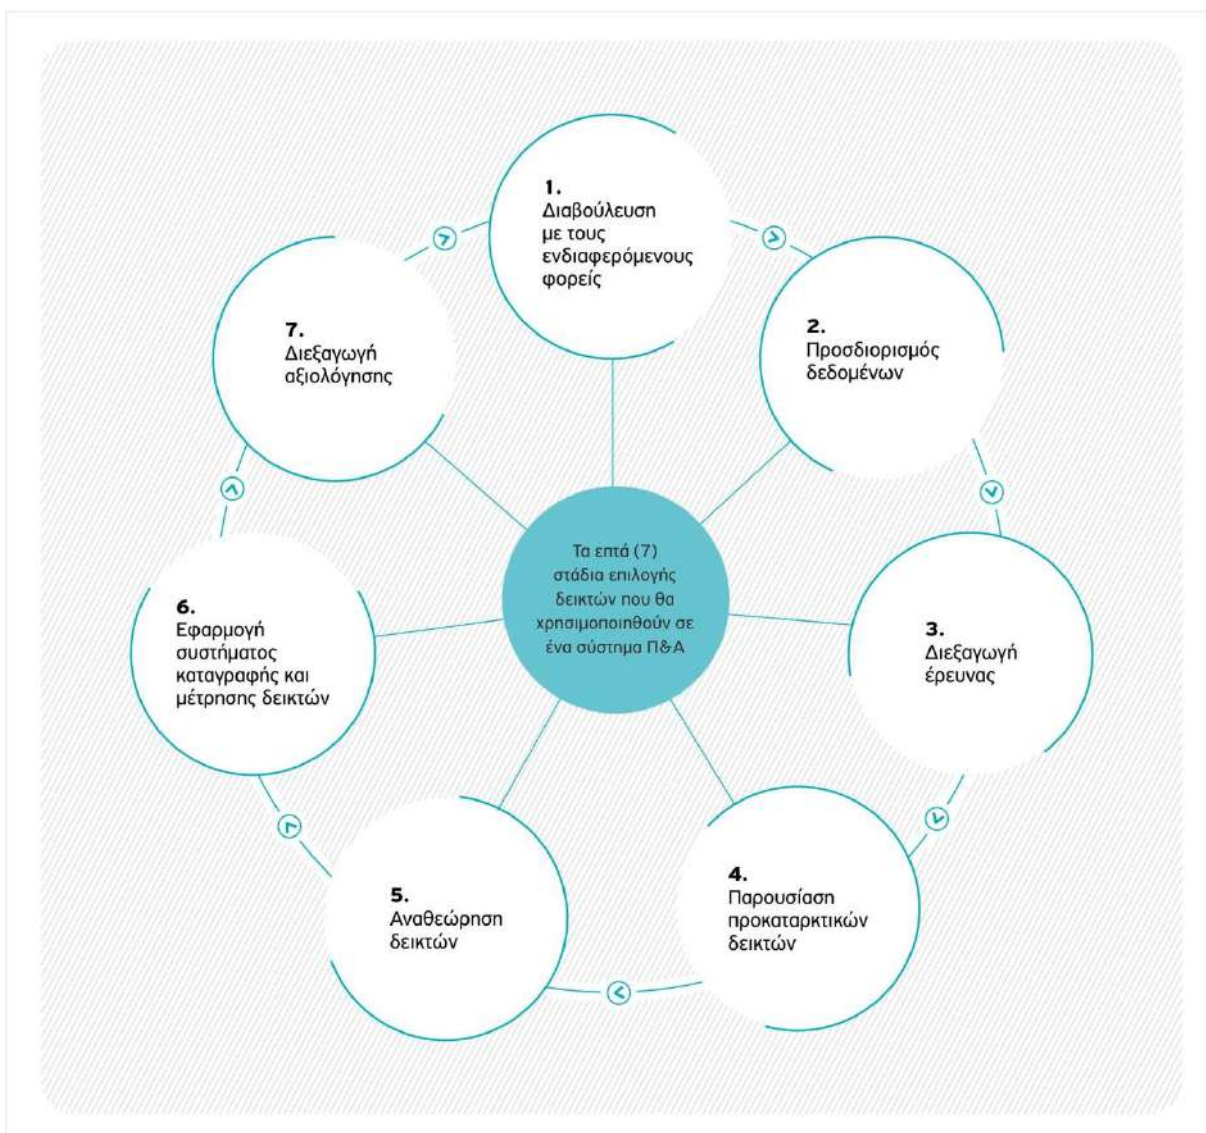 1.
Διαβούλευση
με τους
ενδιαφερόμενους
φορείς
2.
Προσδιορισμός
δεδομένων
3.
Διεξαγωγή
έρευνας
4.
Παρουσίαση
προκαταρκτικών
δεικτών
5.
Αναθεώρηση
δεικτών
6.
Εφαρμογή
συστήματος
καταγραφής και
μέτρησης δεικτών
7.
Διεξαγωγή
αξιολόγησης
Τα επτά (7)
στάδια επιλογής
δεικτών που θα
χρησιμοποιηθούν σε
ένα σύστημα Π&Α